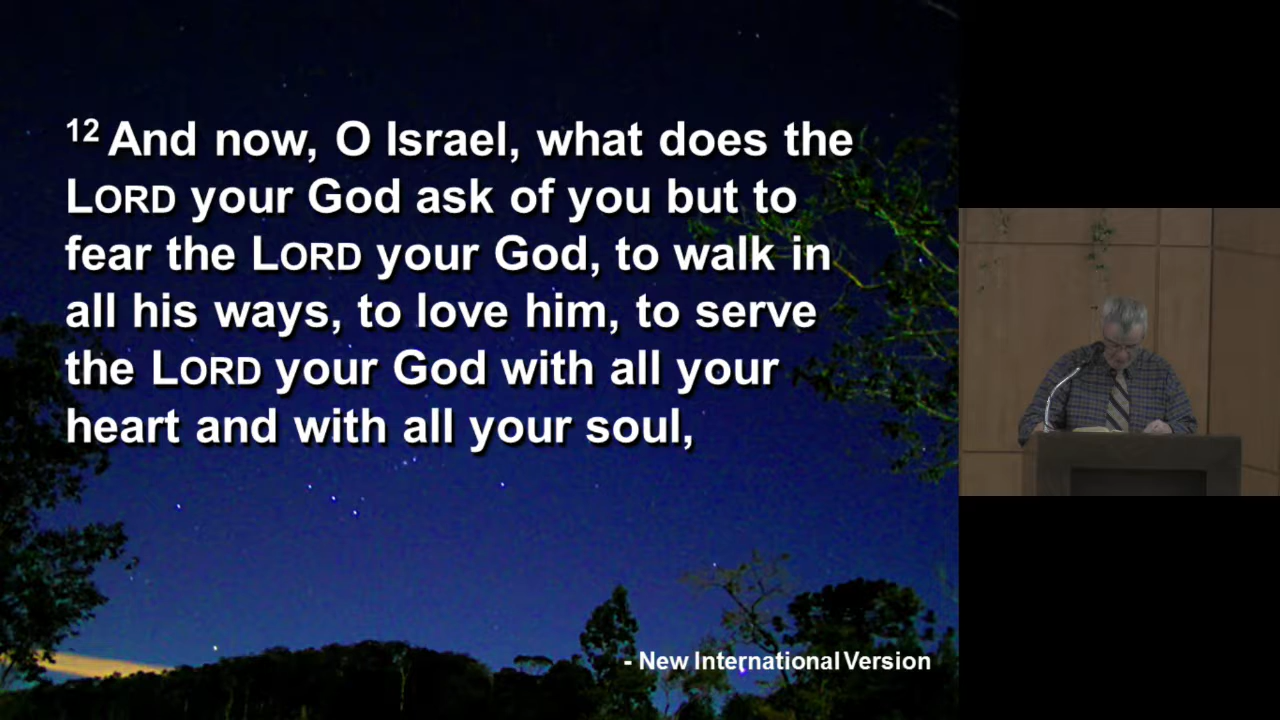 12 And now, O Israel, what does the
LORD your God ask of you but to
fear the LORD your God, to walk in
all his ways, to love him, to serve
the LORD your God with all your
heart and with all your soul,
- New International Version